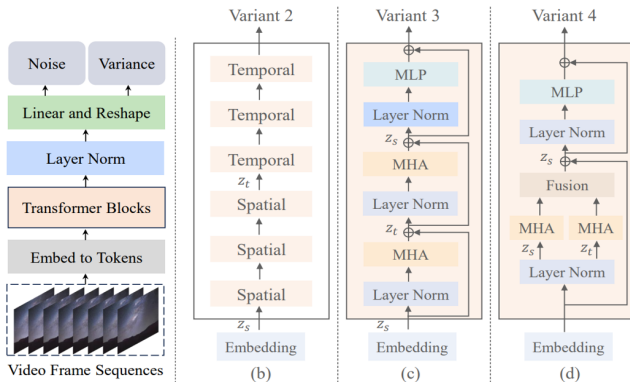 Noise
Variance
Linear and Reshape
Layer Norm
Transformer Blocks
Embed to Tokens
Video Frame Sequences
Variant 2
Temporal
Temporal
Temporal
z_t
Spatial
Spatial
Spatial
z_s
Embedding
(b)
Variant 3
MLP
Layer Norm
z_s
MHA
Layer Norm
z_t
MHA
Layer Norm
z_s
Embedding
(c)
Variant 4
MLP
Layer Norm
z_s
Fusion
MHA
MHA
z_s
z_t
Layer Norm
Embedding
(d)